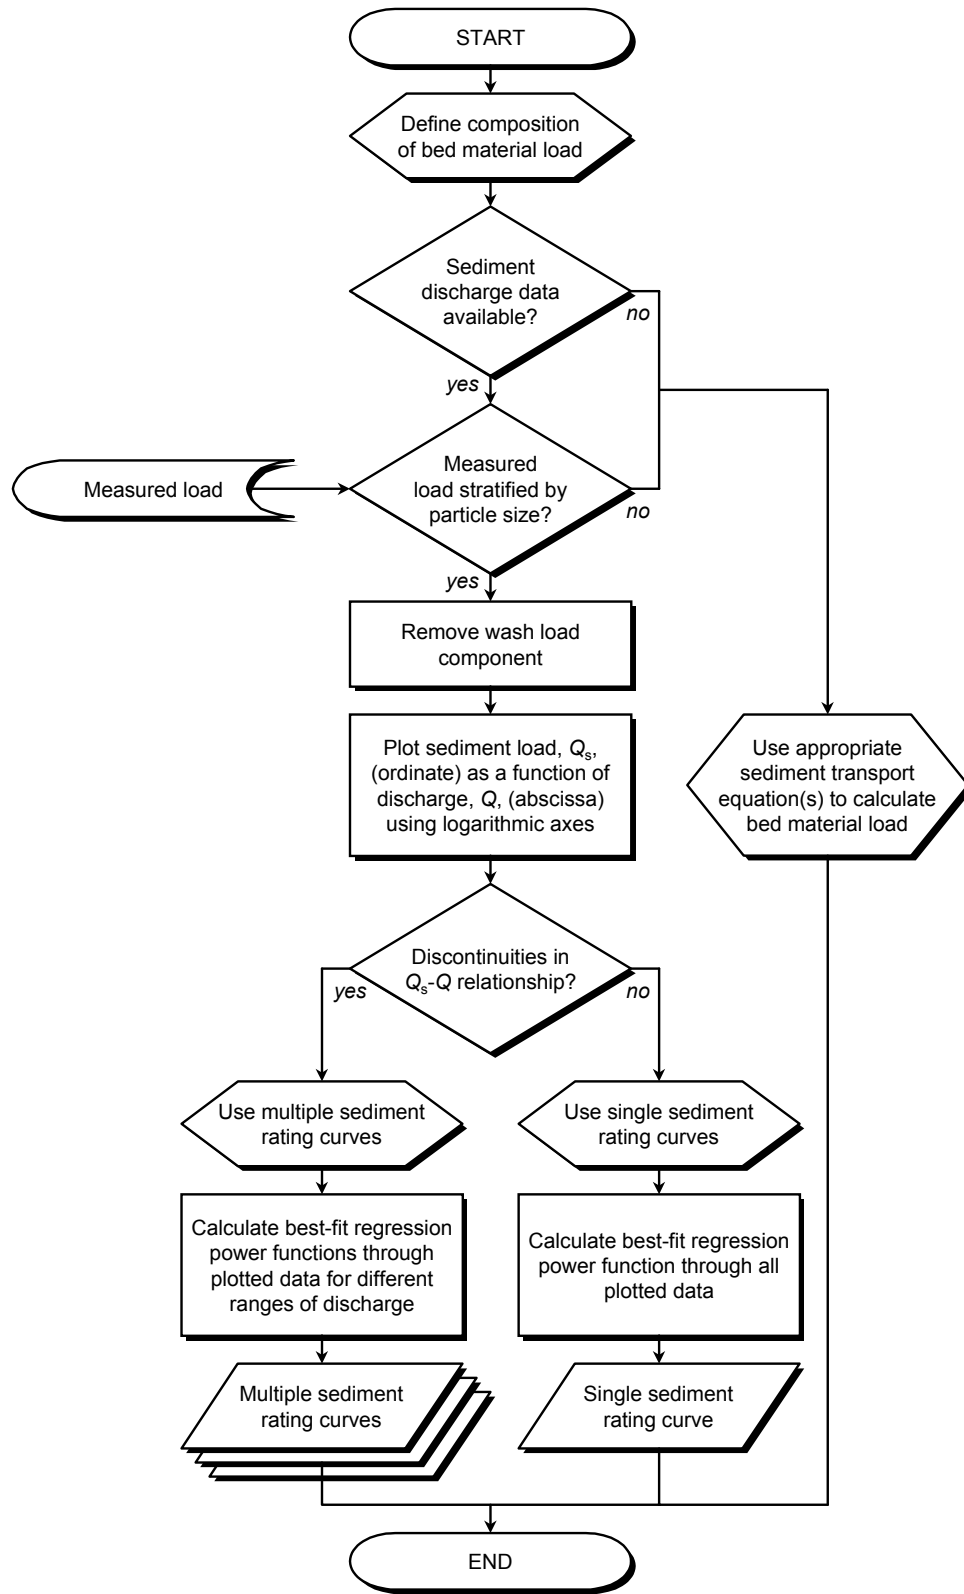 START
Define composition
of bed material load
Sediment
discharge data
available?
no
yes
Measured load
Measured
load stratified by
particle size?
no
yes
Remove wash load
component
Plot sediment load, Qs,
(ordinate) as a function of
discharge, Q, (abscissa)
using logarithmic axes
Use appropriate
sediment transport
equation(s) to calculate
bed material load
Discontinuities in
Qs-Q relationship?
yes
no
Use multiple sediment
rating curves
Use single sediment
rating curves
Calculate best-fit regression
power functions through
plotted data for different
ranges of discharge
Calculate best-fit regression
power function through all
plotted data
Multiple sediment
rating curves
Single sediment
rating curve
END